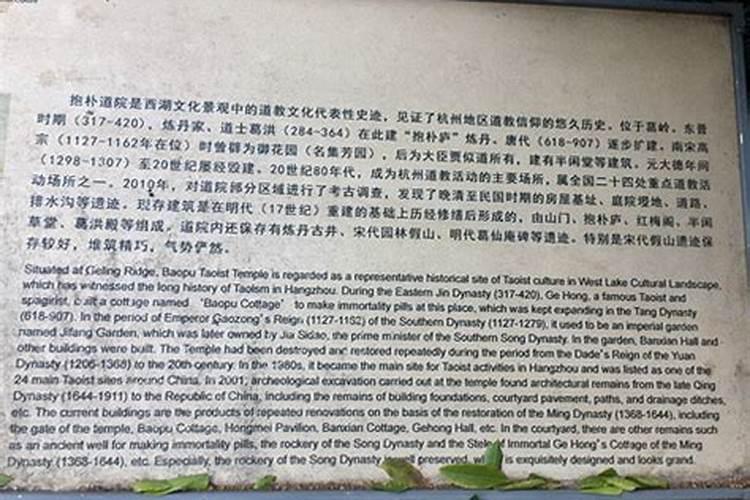 抱朴道院是西湖文化景观中的道教文化代表性史迹，见证了杭州地区道教信仰的悠久历史。位于葛岭。东晋
时期（317-420），炼丹家、道士葛洪（284-364）在此建“抱朴庐”炼丹。唐代（618-907）逐步扩建。南宋高
宗（1127-1162年在位）时曾辟为御花园（名集芳园），后为大臣贾似道所有，建有半闲堂等建筑。元大德年间
（1298-1307）至20世纪屡经毁建。20世纪80年代，成为杭州道教活动的主要场所，属全国二十四处重点道教活
动场所之一。2010年，对道院部分区域进行了考古调查，发现了晚清至民国时期的房屋基址、庭院墁地、道路、
排水沟等遗迹。现存建筑是在明代（17世纪）重建的基础上历经修缮后形成的，由山门、抱朴庐、红梅阁、半闲
草堂、葛洪殿等组成。道院内还保存有炼丹古井、宋代园林假山、明代葛仙庵碑等遗迹。特别是宋代假山遗迹保
存较好，堆筑精巧，气势俨然。
Situated at Geling Ridge, Baopu Taoist Temple is regarded as a representative historical site of Taoist culture in West Lake Cultural Landscape,
which has witnessed the long history of Taoism in Hangzhou. During the Eastern Jin Dynasty (317-420), Ge Hong, a famous Taoist and
spagirist, built a cottage named “Baopu Cottage” to make immortality pills at this place, which was kept expanding in the Tang Dynasty
(618-907). In the period of Emperor Gaozong's Reign (1127-1162) of the Southern Dynasty (1127-1279), it used to be an imperial garden
named Jifang Garden, which was later owned by Jia Sidao, the prime minister of the Southern Song Dynasty. In the garden, Banxian Hall and
other buildings were built. The Temple had been destroyed and restored repeatedly during the period from the Dade's Reign of the Yuan
Dynasty (1206-1368) to the 20th century. In the 1980s, it became the main site for Taoist activities in Hangzhou and was listed as one of the
24 main Taoist sites around China. In 2001, archeological excavation carried out at the temple found architectural remains from the late Qing
Dynasty (1644-1911) to the Republic of China, including the remains of building foundations, courtyard pavement, paths, and drainage ditches,
etc. The current buildings are the products of repeated renovations on the basis of the restoration of the Ming Dynasty (1368-1644), including
the gate of the temple, Baopu Cottage, Hongmei Pavilion, Banxian Cottage, Gehong Hall, etc. In the courtyard, there are other remains such
as an ancient well for making immortality pills, the rockery of the Song Dynasty and the Stele of Immortal Ge Hong's Cottage of the Ming
Dynasty (1368-1644), etc. Especially, the rockery of the Song Dynasty is well preserved, is exquisitely designed and looks grand.